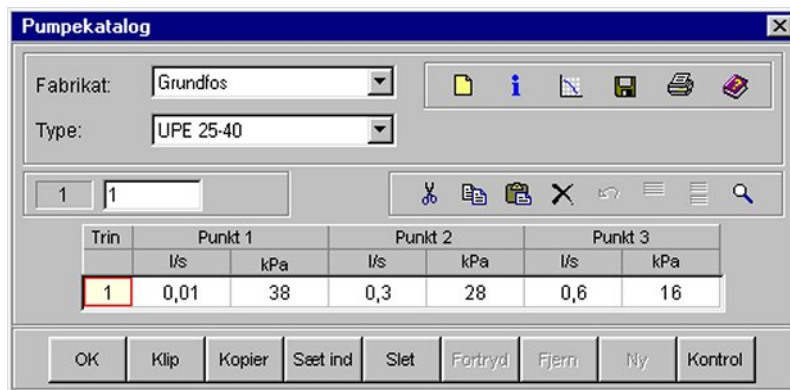 Pumpekatalog
Fabrikat: Grundfos
Type: UPE 25-40
1 1
Trin Punkt 1 Punkt 2 Punkt 3
l/s kPa l/s kPa l/s kPa
1 0,01 38 0,3 28 0,6 16
OK Klip Kopier Sæt ind Slet Fortryd Fjern Ny Kontrol